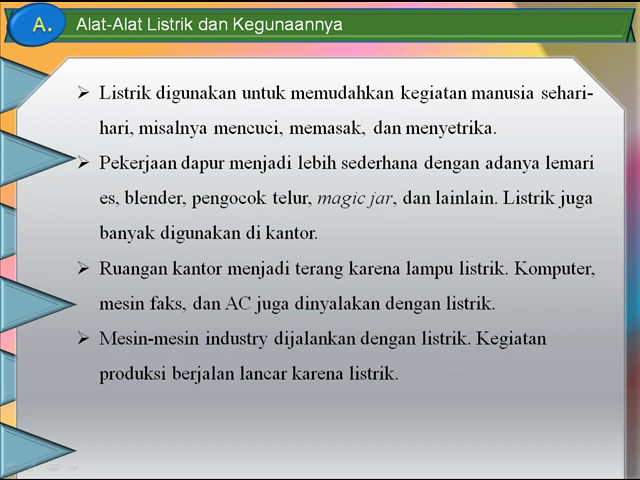 A. Alat-Alat Listrik dan Kegunaannya
➢ Listrik digunakan untuk memudahkan kegiatan manusia sehari-
hari, misalnya mencuci, memasak, dan menyetrika.
➢ Pekerjaan dapur menjadi lebih sederhana dengan adanya lemari
es, blender, pengocok telur, magic jar, dan lainlain. Listrik juga
banyak digunakan di kantor.
➢ Ruangan kantor menjadi terang karena lampu listrik. Komputer,
mesin faks, dan AC juga dinyalakan dengan listrik.
➢ Mesin-mesin industry dijalankan dengan listrik. Kegiatan
produksi berjalan lancar karena listrik.